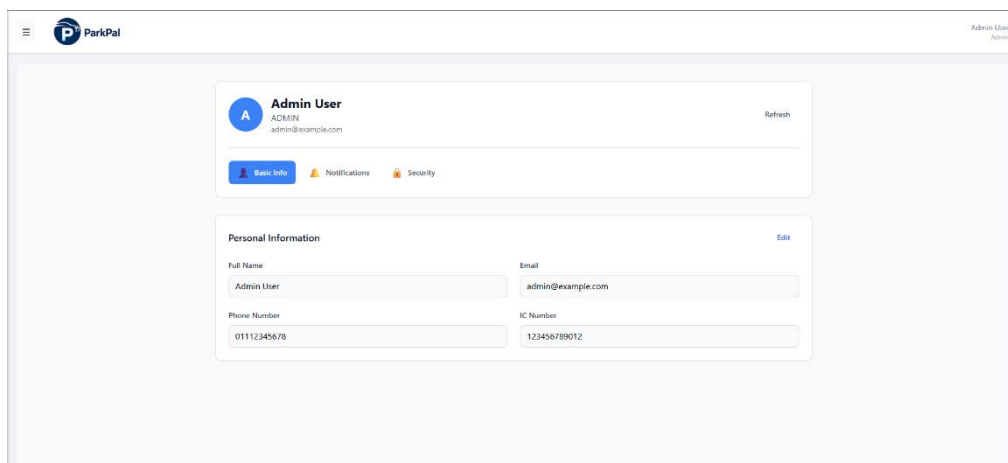 ☰ ParkPal
Admin User
Admin
A
Admin User
ADMIN
admin@example.com
Refresh
Basic Info Notifications Security
Personal Information Edit
Full Name Email
Admin User admin@example.com
Phone Number IC Number
01112345678 123456789012